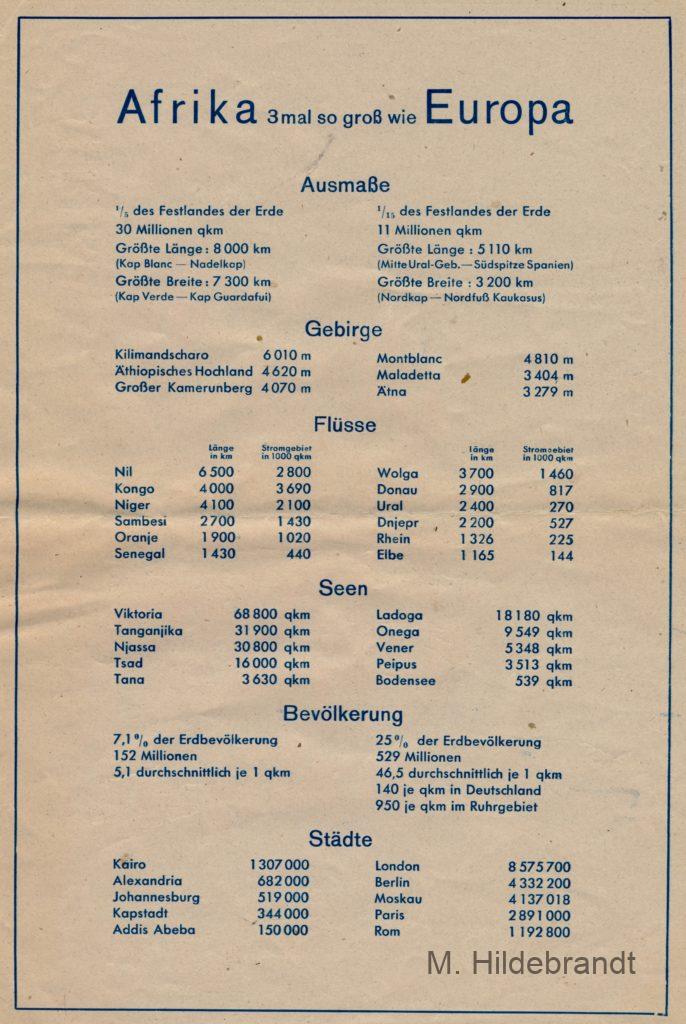 Afrika 3 mal so groß wie Europa
Ausmaße
¹/₅ des Festlandes der Erde
30 Millionen qkm
Größte Länge: 8 000 km
(Kap Blanc — Nadelkap)
Größte Breite: 7 300 km
(Kap Verde — Kap Guardafui)
¹/₁₅ des Festlandes der Erde
11 Millionen qkm
Größte Länge: 5 110 km
(Mitte Ural-Geb. — Südspitze Spanien)
Größte Breite: 3 200 km
(Nordkap — Nordfuß Kaukasus)
Gebirge
Kilimandscharo 6 010 m
Äthiopisches Hochland 4 620 m
Großer Kamerunberg 4 070 m
Montblanc 4 810 m
Maladetta 3 404 m
Ätna 3 279 m
Flüsse
Länge in km Stromgebiet in 1000 qkm
Nil 6 500 2 800
Kongo 4 000 3 690
Niger 4 100 2 100
Sambesi 2 700 1 430
Oranje 1 900 1 020
Senegal 1 430 440
Länge in km Stromgebiet in 1000 qkm
Wolga 3 700 1 460
Donau 2 900 817
Ural 2 400 270
Dnjepr 2 200 527
Rhein 1 326 225
Elbe 1 165 144
Seen
Viktoria 68 800 qkm
Tanganjika 31 900 qkm
Njassa 30 800 qkm
Tsad 16 000 qkm
Tana 3 630 qkm
Ladoga 18 180 qkm
Onega 9 549 qkm
Vener 5 348 qkm
Peipus 3 513 qkm
Bodensee 539 qkm
Bevölkerung
7,1 % der Erdbevölkerung
152 Millionen
5,1 durchschnittlich je 1 qkm
25 % der Erdbevölkerung
529 Millionen
46,5 durchschnittlich je 1 qkm
140 je qkm in Deutschland
950 je qkm im Ruhrgebiet
Städte
Kairo 1 307 000
Alexandria 682 000
Johannesburg 519 000
Kapstadt 344 000
Addis Abeba 150 000
London 8 575 700
Berlin 4 332 200
Moskau 4 137 018
Paris 2 891 000
Rom 1 192 800
M. Hildebrandt